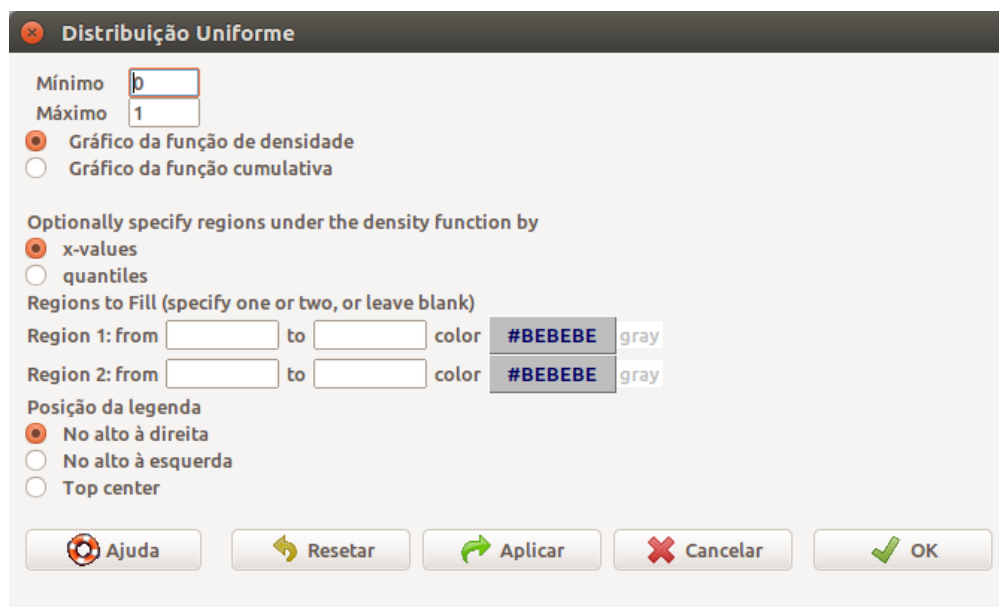 Distribuição Uniforme
Mínimo 0
Máximo 1
Gráfico da função de densidade
Gráfico da função cumulativa
Optionally specify regions under the density function by
x-values
quantiles
Regions to Fill (specify one or two, or leave blank)
Region 1: from to color #BEBEBE gray
Region 2: from to color #BEBEBE gray
Posição da legenda
No alto à direita
No alto à esquerda
Top center
Ajuda Resetar Aplicar Cancelar OK